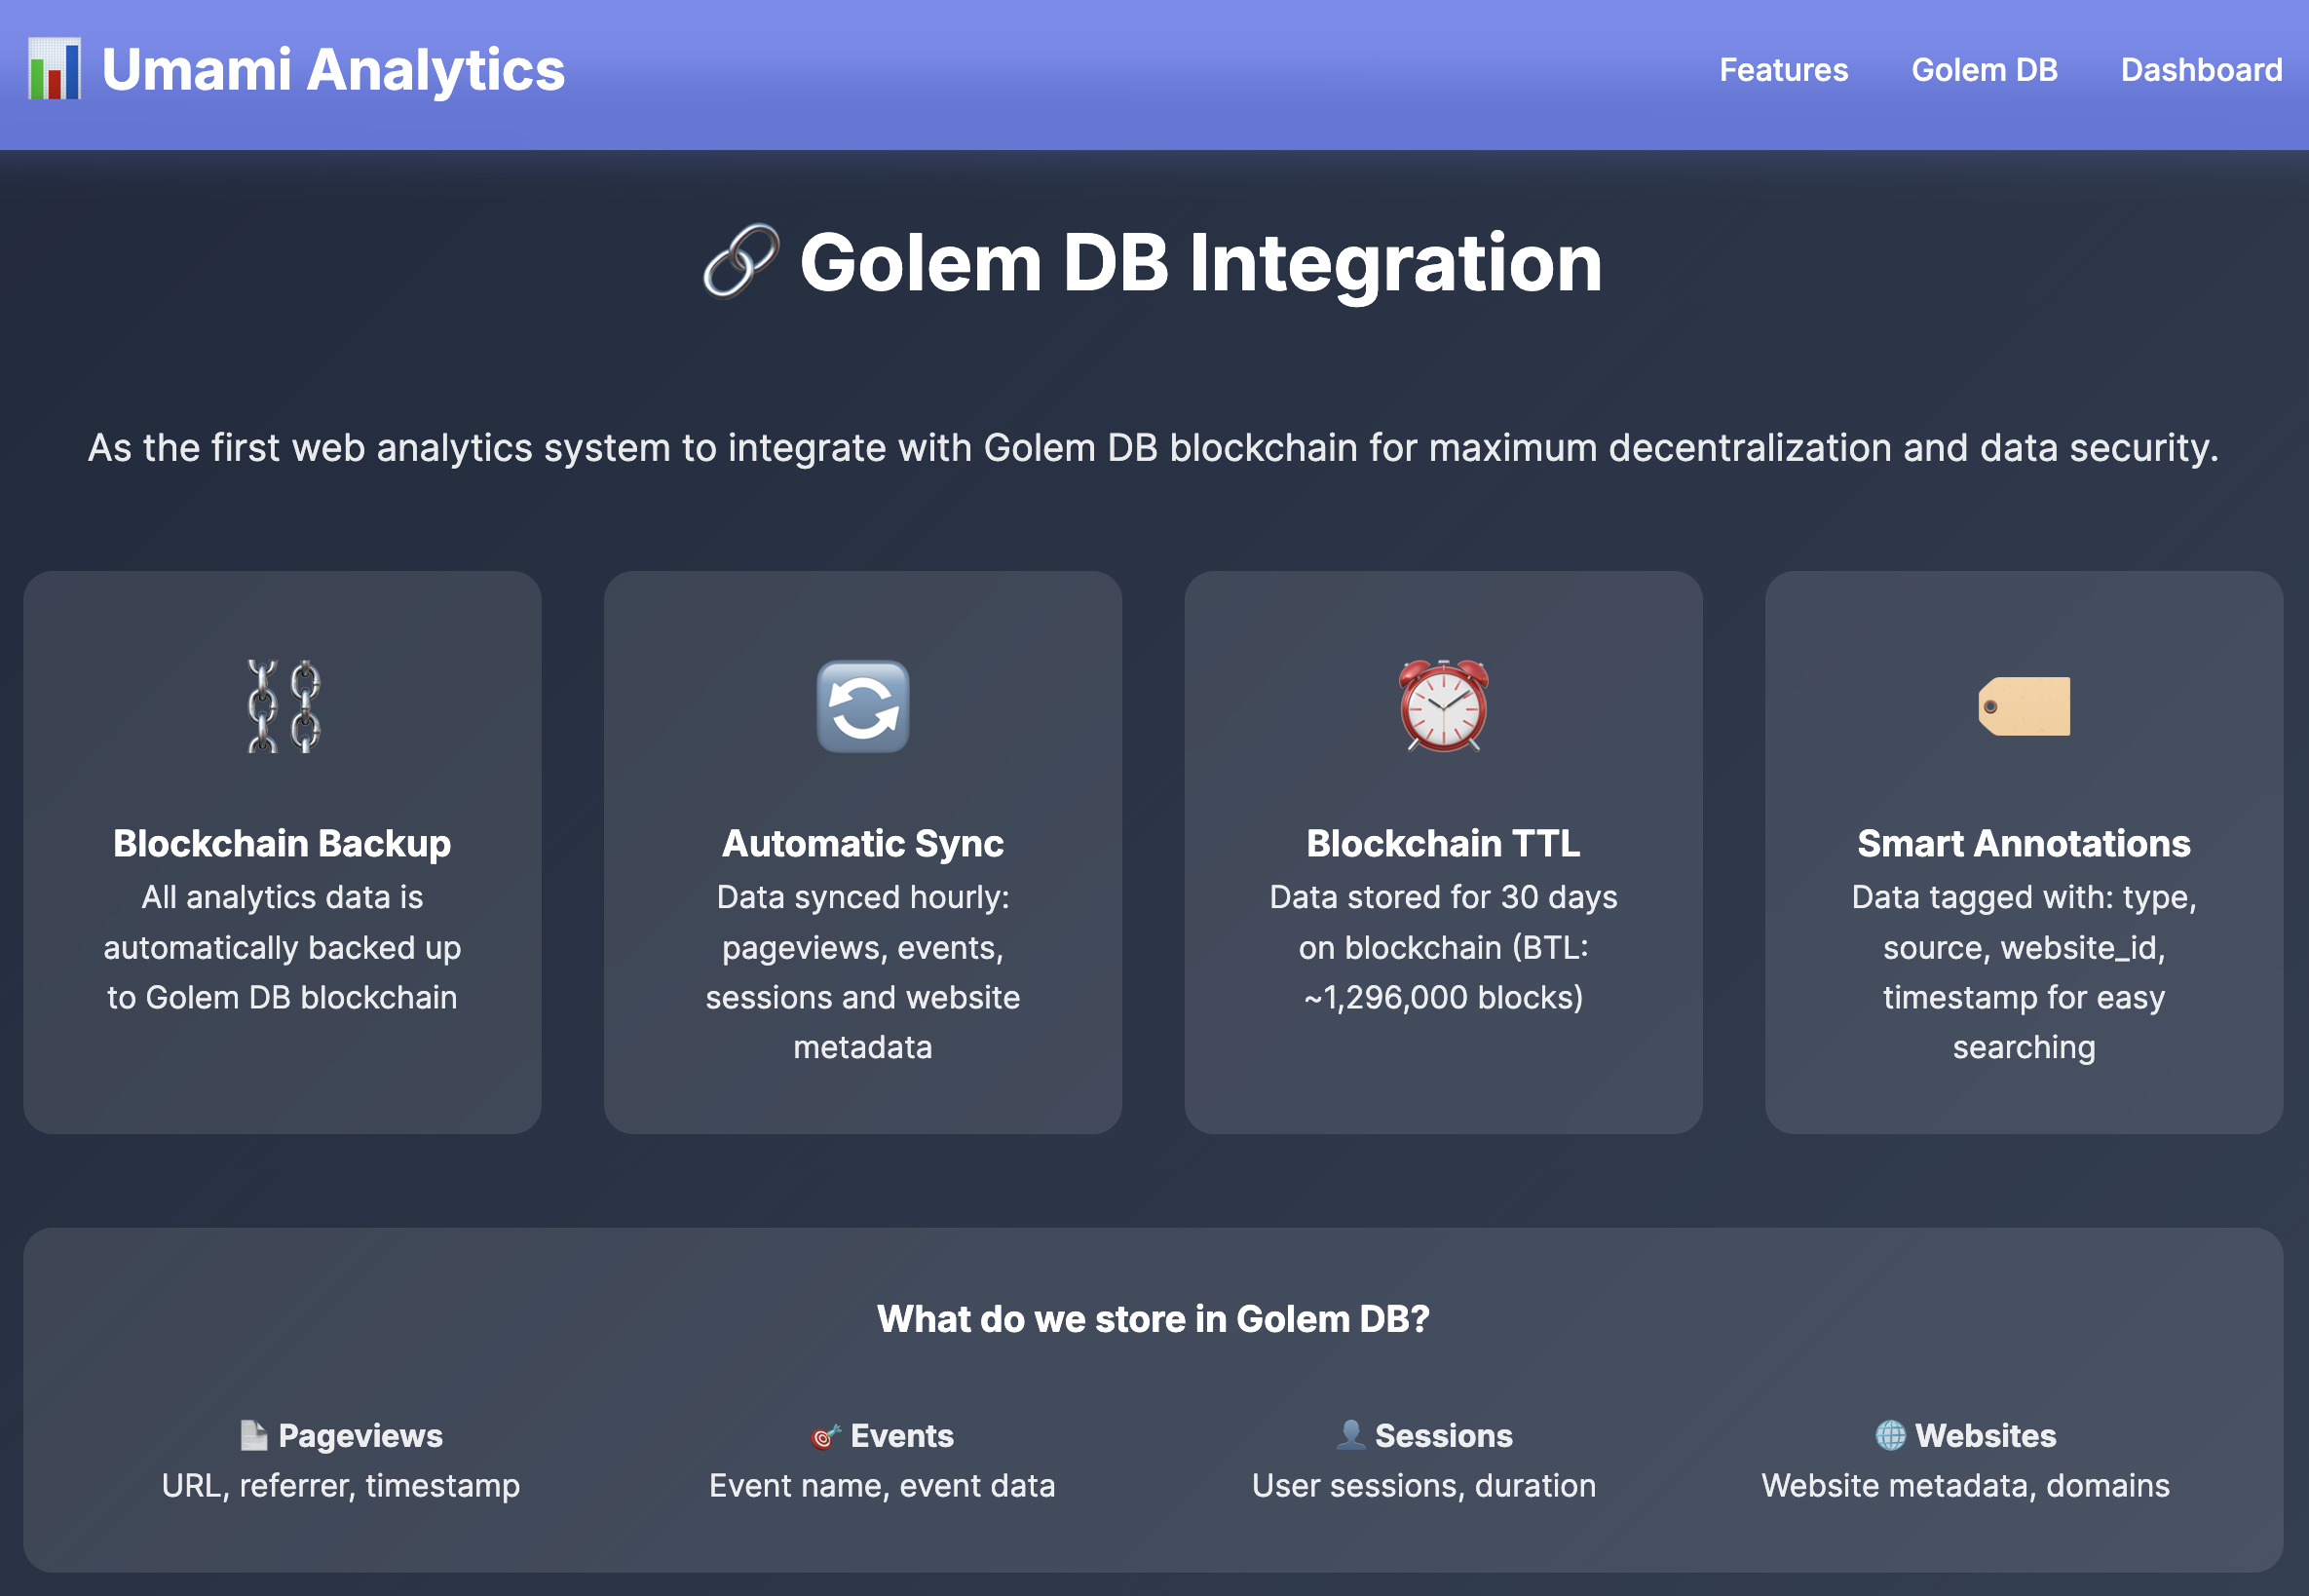 Umami Analytics
Features Golem DB Dashboard
Golem DB Integration
As the first web analytics system to integrate with Golem DB blockchain for maximum decentralization and data security.
Blockchain Backup
All analytics data is
automatically backed up
to Golem DB blockchain
Automatic Sync
Data synced hourly:
pageviews, events,
sessions and website
metadata
Blockchain TTL
Data stored for 30 days
on blockchain (BTL:
~1,296,000 blocks)
Smart Annotations
Data tagged with: type,
source, website_id,
timestamp for easy
searching
What do we store in Golem DB?
Pageviews
URL, referrer, timestamp
Events
Event name, event data
Sessions
User sessions, duration
Websites
Website metadata, domains